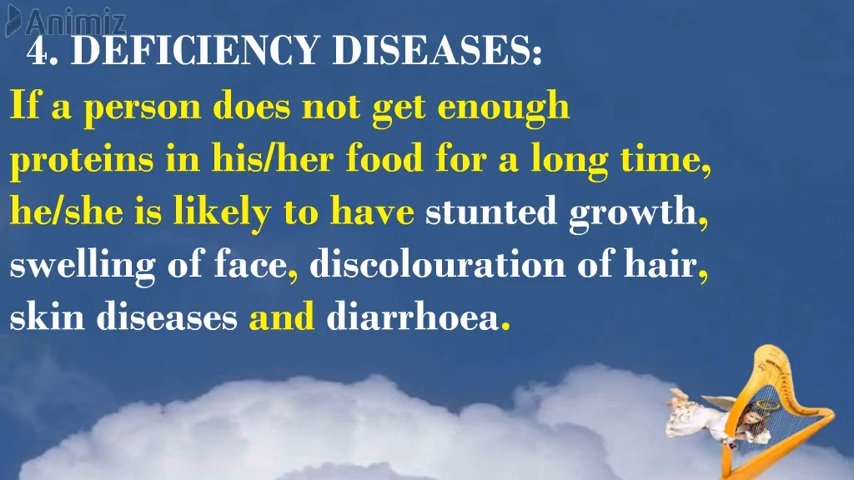 Animiz
4. DEFICIENCY DISEASES:
If a person does not get enough
proteins in his/her food for a long time,
he/she is likely to have stunted growth,
swelling of face, discolouration of hair,
skin diseases and diarrhoea.